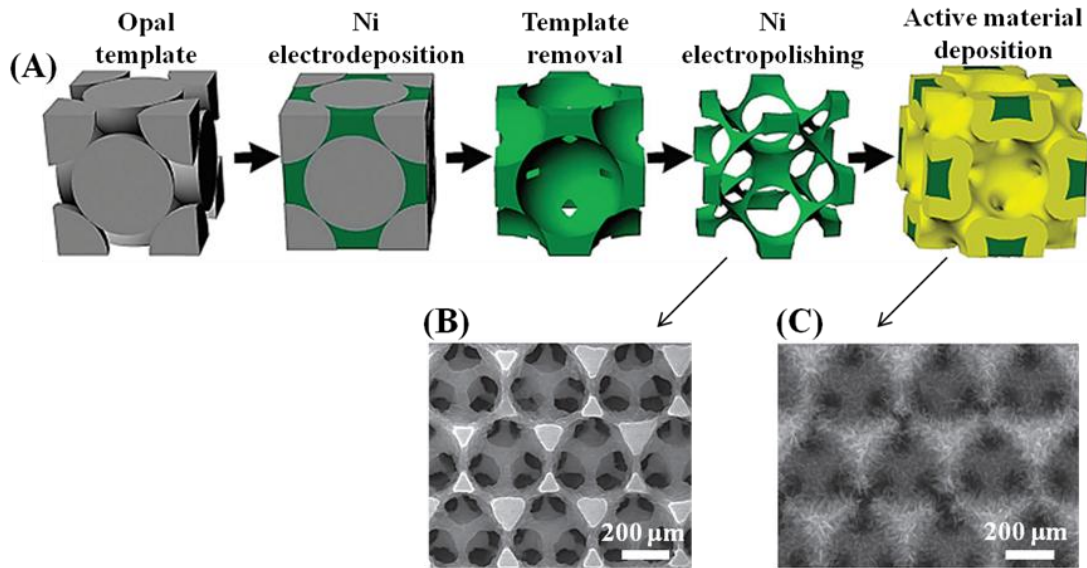 Opal
template
Ni
electrodeposition
Template
removal
Ni
electropolishing
Active material
deposition
(A)
(B)
(C)
200 μm
200 μm